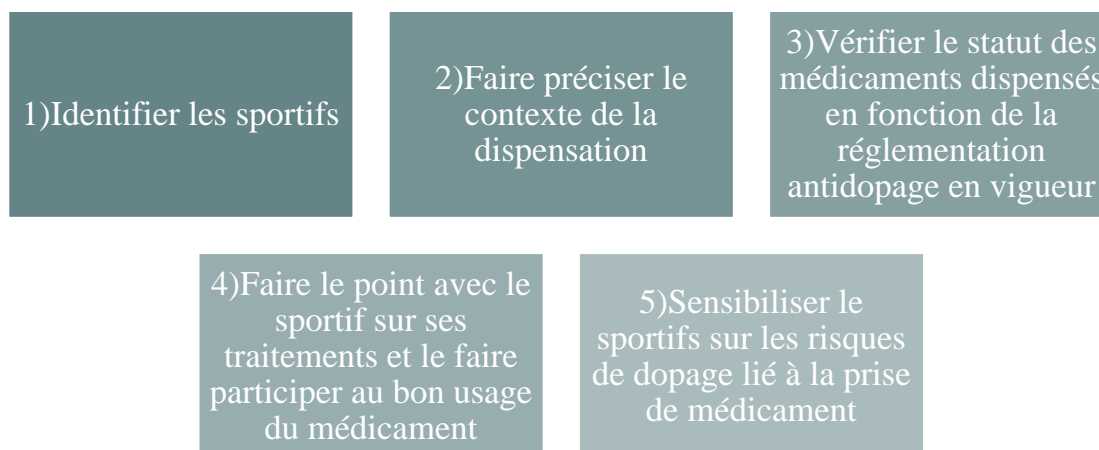 1)Identifier les sportifs
2)Faire préciser le
contexte de la
dispensation
3)Vérifier le statut des
médicaments dispensés
en fonction de la
réglementation
antidopage en vigueur
4)Faire le point avec le
sportif sur ses
traitements et le faire
participer au bon usage
du médicament
5)Sensibiliser le
sportifs sur les risques
de dopage lié à la prise
de médicament